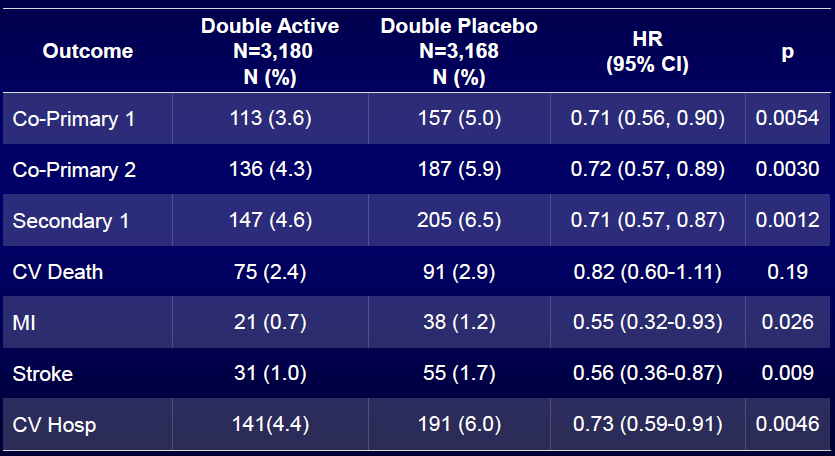 Outcome Double Active N=3,180 N (%) Double Placebo N=3,168 N (%) HR (95% CI) p
Co-Primary 1 113 (3.6) 157 (5.0) 0.71 (0.56, 0.90) 0.0054
Co-Primary 2 136 (4.3) 187 (5.9) 0.72 (0.57, 0.89) 0.0030
Secondary 1 147 (4.6) 205 (6.5) 0.71 (0.57, 0.87) 0.0012
CV Death 75 (2.4) 91 (2.9) 0.82 (0.60-1.11) 0.19
MI 21 (0.7) 38 (1.2) 0.55 (0.32-0.93) 0.026
Stroke 31 (1.0) 55 (1.7) 0.56 (0.36-0.87) 0.009
CV Hosp 141(4.4) 191 (6.0) 0.73 (0.59-0.91) 0.0046